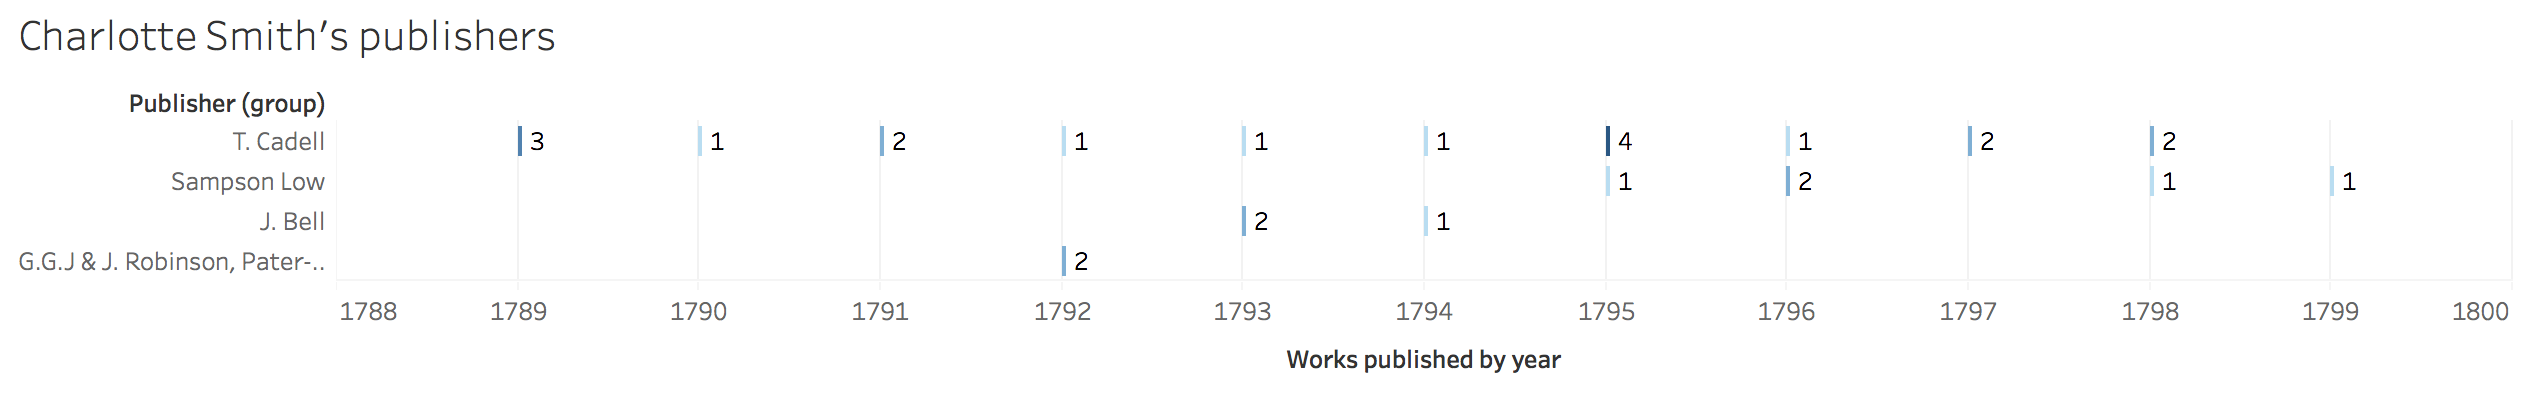 Charlotte Smith's publishers
Publisher (group)
T. Cadell 3 1 2 1 1 1 4 1 2 2
Sampson Low 1 2 1 1
J. Bell 2 1
G.G.J & J. Robinson, Pater-.. 2
1788 1789 1790 1791 1792 1793 1794 1795 1796 1797 1798 1799 1800
Works published by year